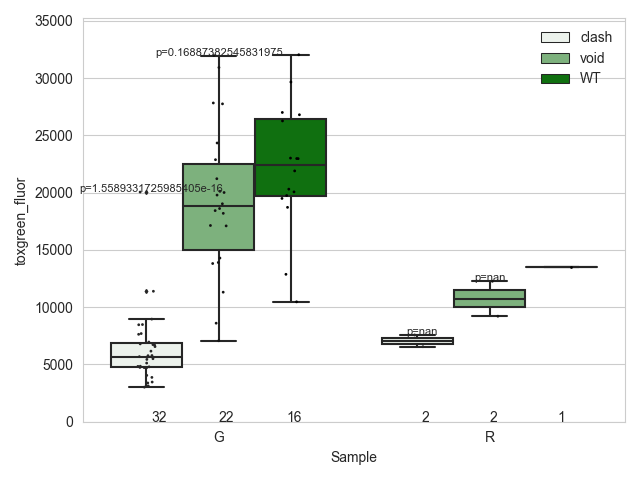 35000
30000
25000
20000
15000
10000
5000
0
toxgreen_fluor
clash
void
WT
p=0.16887382545831975
p=1.5589331725985405e-16
p=nan
p=nan
32
22
16
2
2
1
G
R
Sample